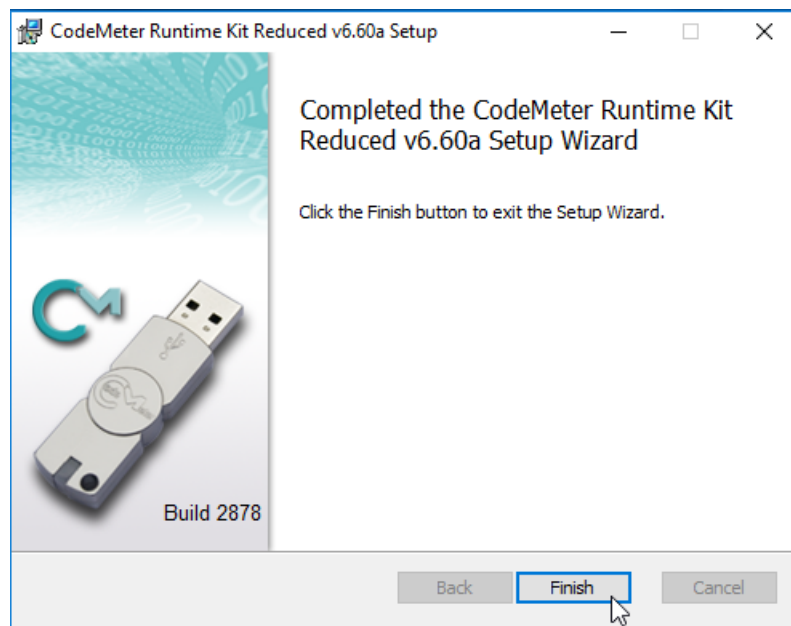 CodeMeter Runtime Kit Reduced v6.60a Setup
Completed the CodeMeter Runtime Kit
Reduced v6.60a Setup Wizard
Click the Finish button to exit the Setup Wizard.
Build 2878
Back
Finish
Cancel